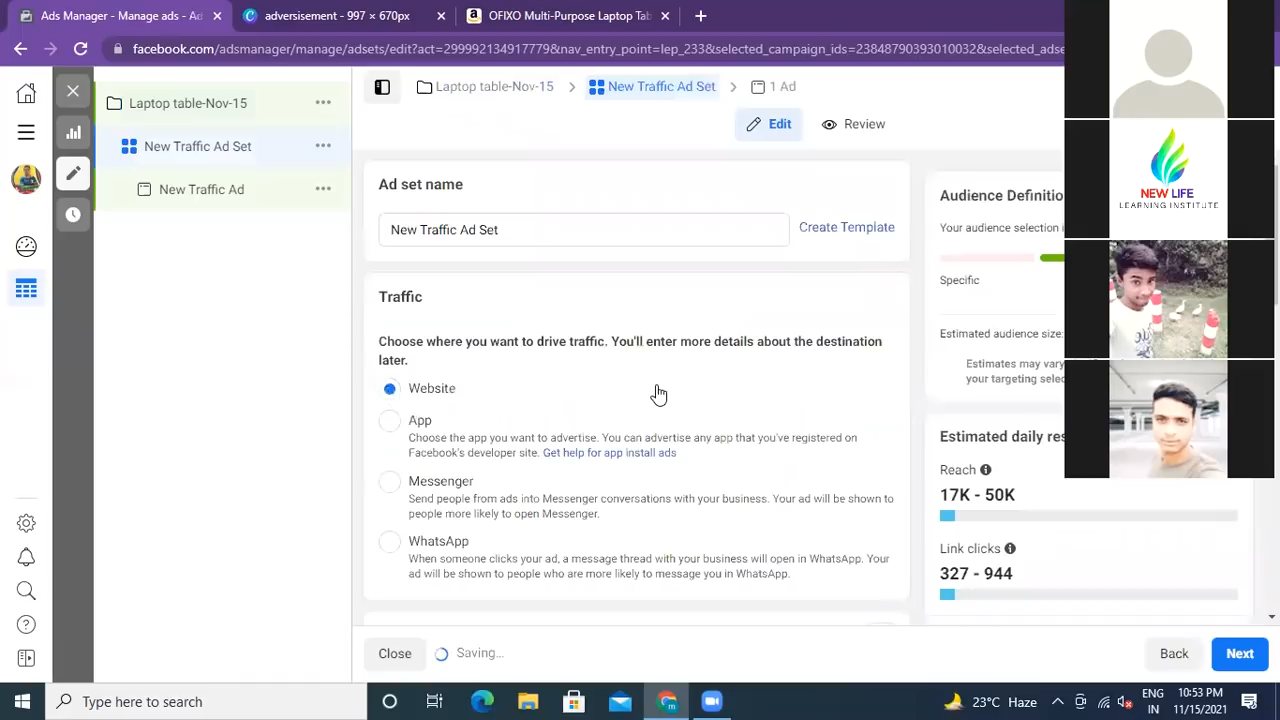 Ads Manager - Manage ads - Ad
advertisement - 997 × 670px
OFIXO Multi-Purpose Laptop Tab
facebook.com/adsmanager/manage/adsets/edit?act=299992134917779&nav_entry_point=lep_233&selected_campaign_ids=23848790393010032&selected_adse
Laptop table-Nov-15
New Traffic Ad Set
New Traffic Ad
Laptop table-Nov-15 > New Traffic Ad Set > 1 Ad
Edit
Review
Ad set name
New Traffic Ad Set
Create Template
Traffic
Choose where you want to drive traffic. You'll enter more details about the destination
later.
Website
App
Choose the app you want to advertise. You can advertise any app that you've registered on
Facebook's developer site. Get help for app install ads
Messenger
Send people from ads into Messenger conversations with your business. Your ad will be shown to
people more likely to open Messenger.
WhatsApp
When someone clicks your ad, a message thread with your business will open in WhatsApp. Your
ad will be shown to people who are more likely to message you in WhatsApp.
Audience Definitio
Your audience selection i
Specific
Estimated audience size:
Estimates may vary
your targeting selec
Estimated daily res
Reach
17K - 50K
Link clicks
327 - 944
NEW LIFE
LEARNING INSTITUTE
Close
Saving...
Back
Next
Type here to search
23°C Haze
ENG
IN
10:53 PM
11/15/2021